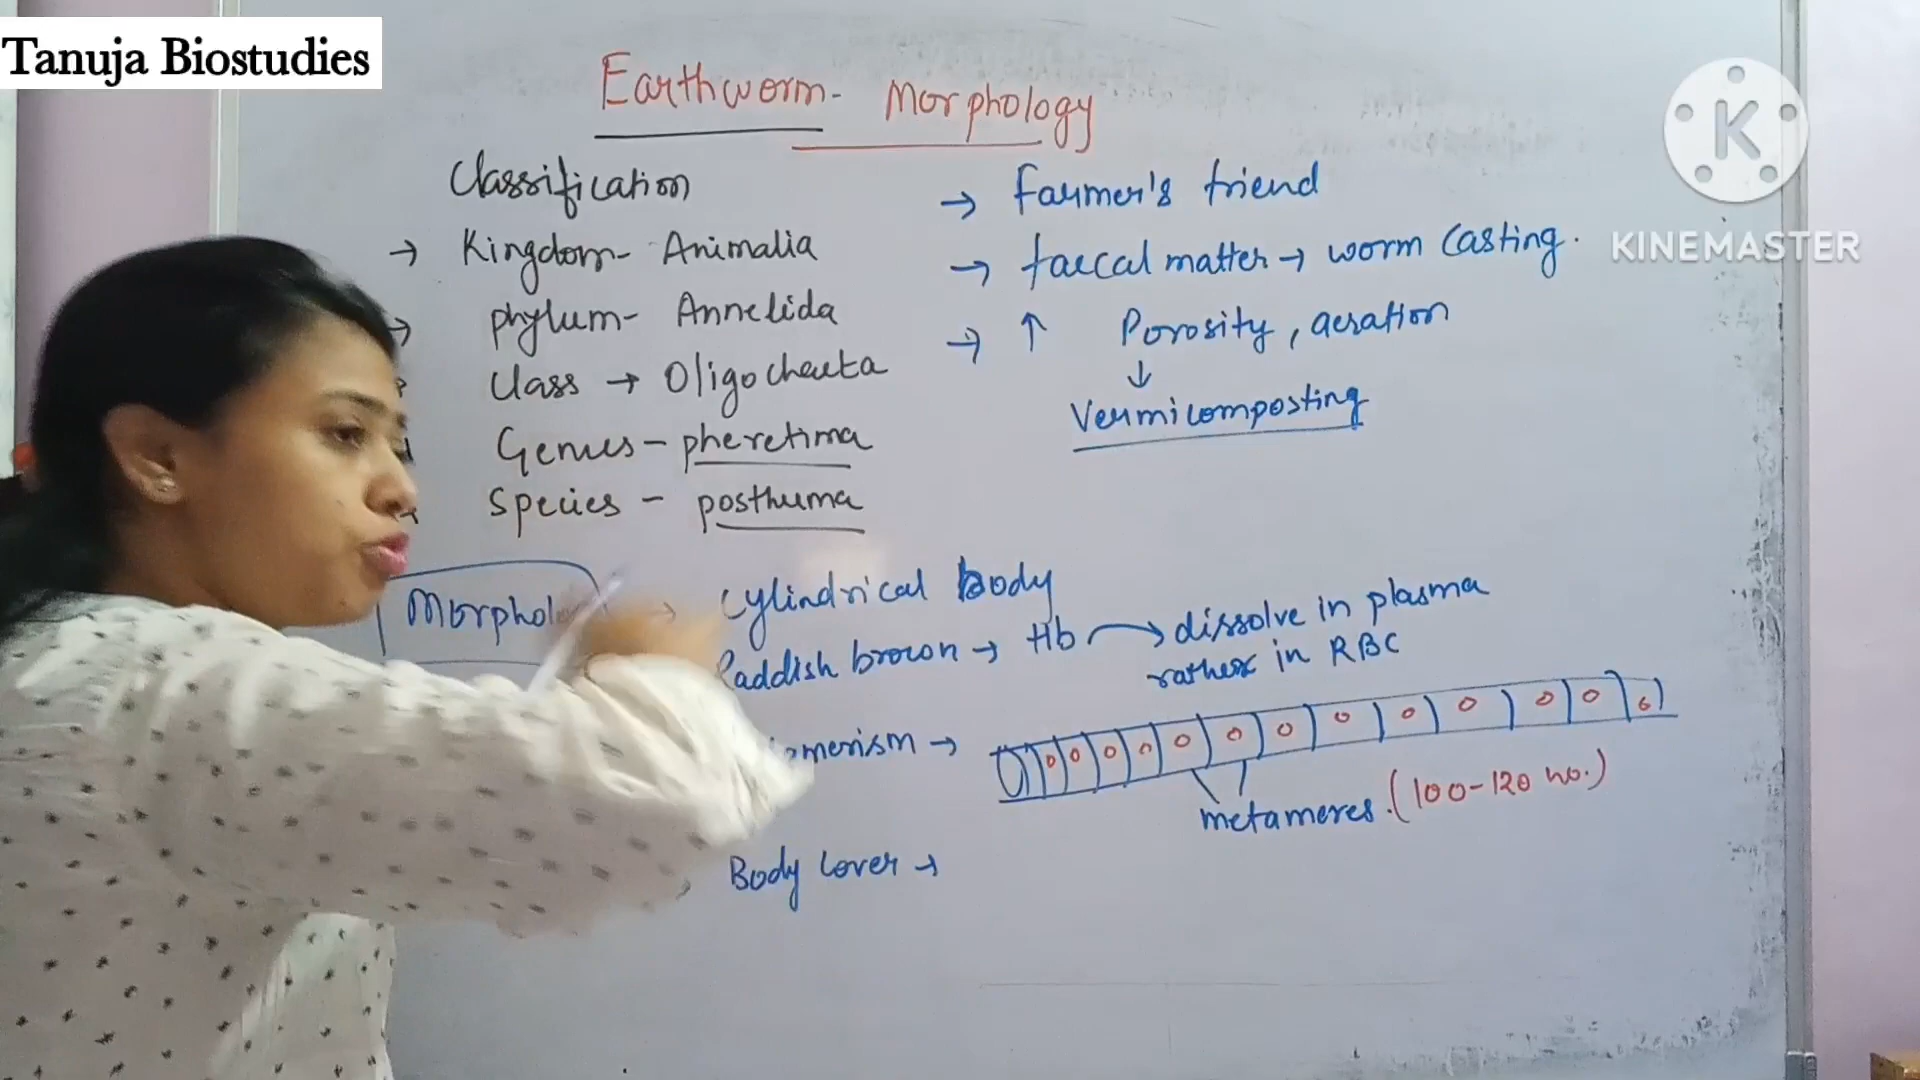 Tanuja Biostudies
Earthworm - Morphology
Classification
→ Kingdom - Animalia
→ phylum - Annelida
Class → Oligochaeta
Genus - pheretima
Species - posthuma
→ Farmer's friend
→ faecal matter → worm casting.
→ ↑ Porosity, aeration
↓
Vermicomposting
K
KINEMASTER
→ Cylindrical body
Raddish brown → Hb → dissolve in plasma
rather in RBC
→
metameres. (100-120 no.)
Body cover →